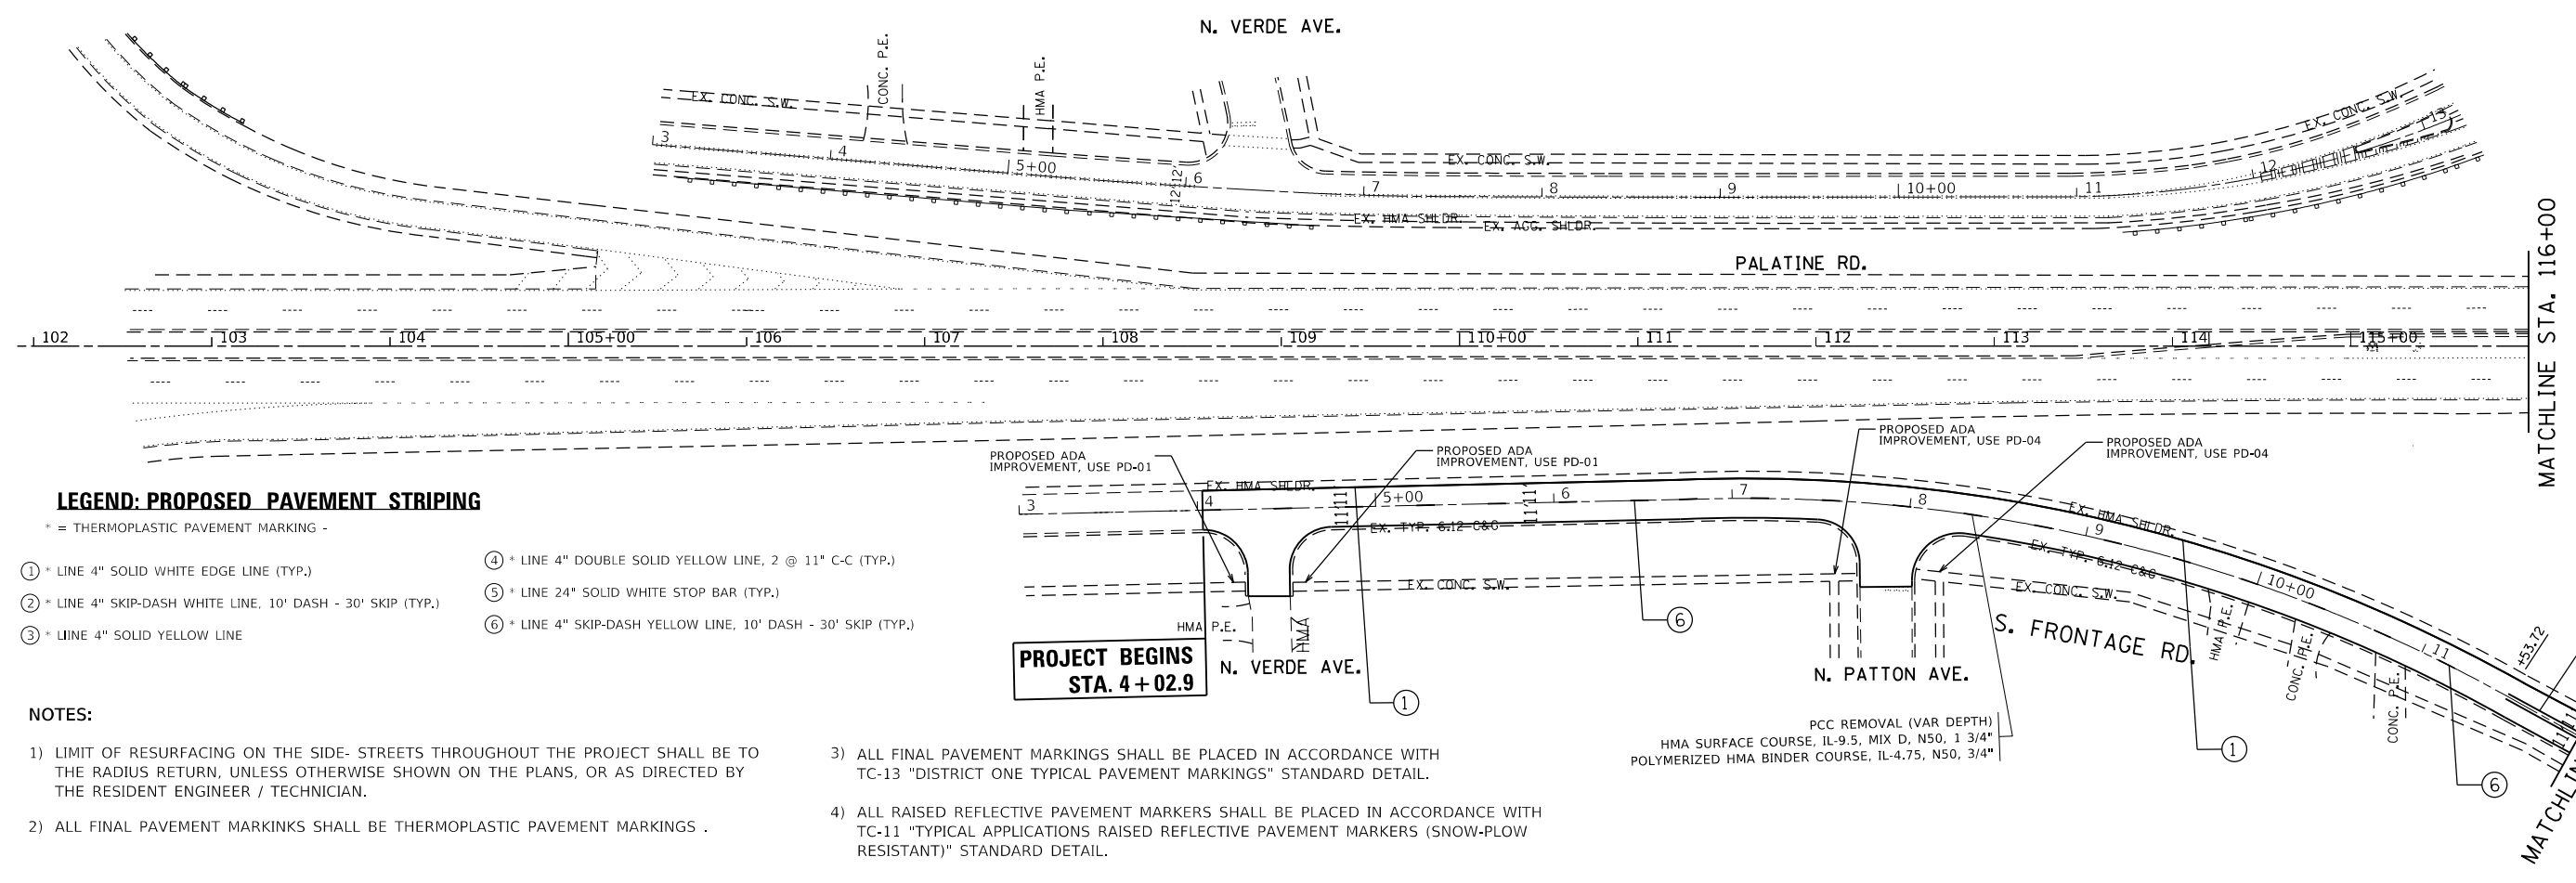 N. VERDE AVE.
CONC. P.E.
HMA P.E.
EX. CONC. S.W.
EX. CONC. S.W.
EX. CONC. S.W.
3
4
5+00
6
7
8
9
10+00
11
12
13
12'
12'
EX. HMA SHLDR.
EX. AGG. SHLDR.
PALATINE RD.
MATCHLINE STA. 116+00
102
103
104
105+00
106
107
108
109
110+00
111
112
113
114
115+00
PROPOSED ADA
IMPROVEMENT, USE PD-01
PROPOSED ADA
IMPROVEMENT, USE PD-01
PROPOSED ADA
IMPROVEMENT, USE PD-04
PROPOSED ADA
IMPROVEMENT, USE PD-04
EX. HMA SHLDR.
3
4
5+00
6
7
8
9
10+00
11
11'
11'
11'
11'
EX. TYP. 6.12 C&G
EX. CONC. S.W.
EX. HMA SHLDR.
EX. TYP. 6.12 C&G
EX. CONC. S.W.
HMA P.E.
HMA
N. VERDE AVE.
N. PATTON AVE.
S. FRONTAGE RD.
HMA P.E.
CONC. P.E.
CONC. P.E.
+53.72
6
1
1
6
PROJECT BEGINS
STA. 4+02.9
PCC REMOVAL (VAR DEPTH)
HMA SURFACE COURSE, IL-9.5, MIX D, N50, 1 3/4"
POLYMERIZED HMA BINDER COURSE, IL-4.75, N50, 3/4"
LEGEND: PROPOSED PAVEMENT STRIPING
* = THERMOPLASTIC PAVEMENT MARKING -
1 * LINE 4" SOLID WHITE EDGE LINE (TYP.)
2 * LINE 4" SKIP-DASH WHITE LINE, 10' DASH - 30' SKIP (TYP.)
3 * LIINE 4" SOLID YELLOW LINE
4 * LINE 4" DOUBLE SOLID YELLOW LINE, 2 @ 11" C-C (TYP.)
5 * LINE 24" SOLID WHITE STOP BAR (TYP.)
6 * LINE 4" SKIP-DASH YELLOW LINE, 10' DASH - 30' SKIP (TYP.)
NOTES:
1) LIMIT OF RESURFACING ON THE SIDE- STREETS THROUGHOUT THE PROJECT SHALL BE TO
THE RADIUS RETURN, UNLESS OTHERWISE SHOWN ON THE PLANS, OR AS DIRECTED BY
THE RESIDENT ENGINEER / TECHNICIAN.
2) ALL FINAL PAVEMENT MARKINKS SHALL BE THERMOPLASTIC PAVEMENT MARKINGS .
3) ALL FINAL PAVEMENT MARKINGS SHALL BE PLACED IN ACCORDANCE WITH
TC-13 "DISTRICT ONE TYPICAL PAVEMENT MARKINGS" STANDARD DETAIL.
4) ALL RAISED REFLECTIVE PAVEMENT MARKERS SHALL BE PLACED IN ACCORDANCE WITH
TC-11 "TYPICAL APPLICATIONS RAISED REFLECTIVE PAVEMENT MARKERS (SNOW-PLOW
RESISTANT)" STANDARD DETAIL.